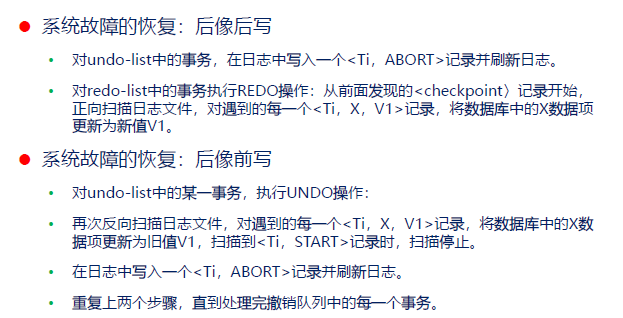 系统故障的恢复：后像后写
对undo-list中的事务，在日志中写入一个<Ti，ABORT>记录并刷新日志。
对redo-list中的事务执行REDO操作：从前面发现的<checkpoint〉记录开始，
正向扫描日志文件，对遇到的每一个<Ti，X，V1>记录，将数据库中的X数据项
更新为新值V1。
系统故障的恢复：后像前写
对undo-list中的某一事务，执行UNDO操作：
再次反向扫描日志文件，对遇到的每一个<Ti，X，V1>记录，将数据库中的X数
据项更新为旧值V1，扫描到<Ti，START>记录时，扫描停止。
在日志中写入一个<Ti，ABORT>记录并刷新日志。
重复上两个步骤，直到处理完撤销队列中的每一个事务。